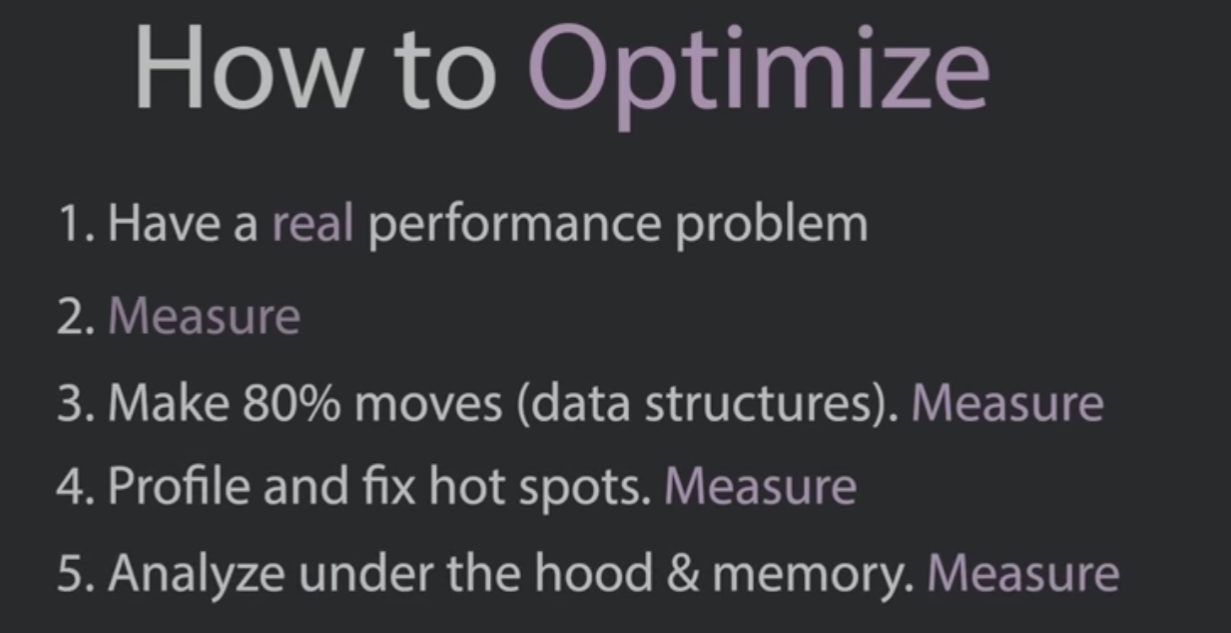 How to Optimize
1. Have a real performance problem
2. Measure
3. Make 80% moves (data structures). Measure
4. Profile and fix hot spots. Measure
5. Analyze under the hood & memory. Measure